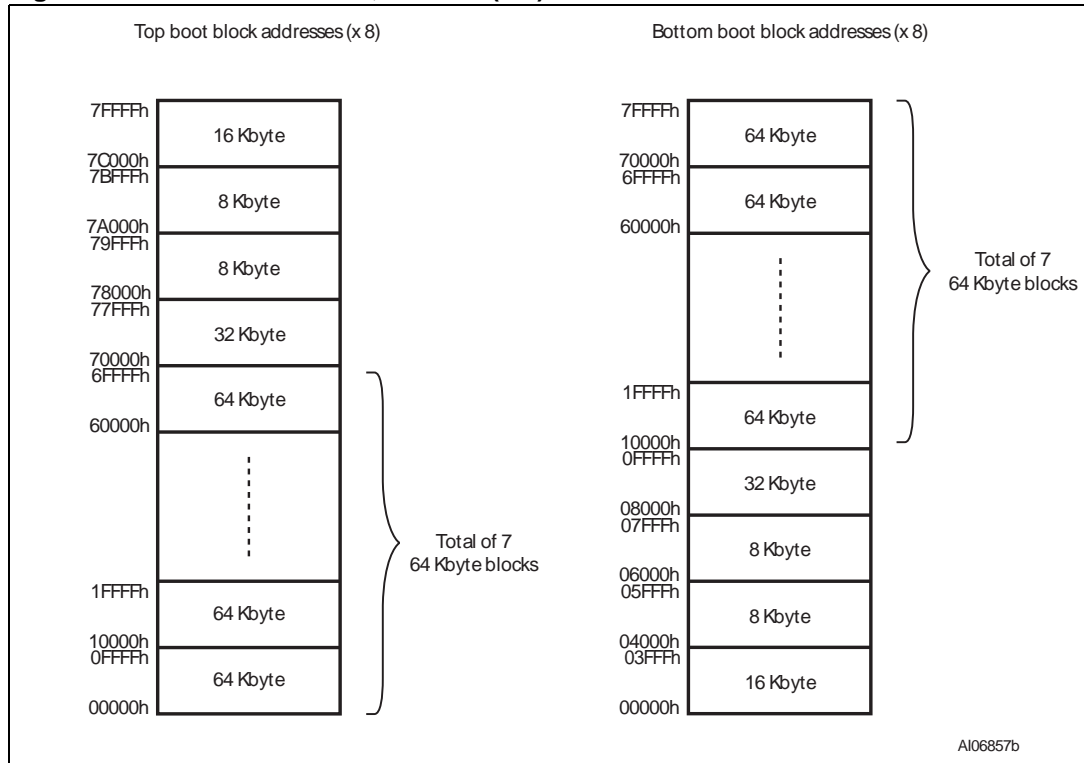 Top boot block addresses (x 8)
7FFFFh
16 Kbyte
7C000h
7BFFFh
8 Kbyte
7A000h
79FFFh
8 Kbyte
78000h
77FFFh
32 Kbyte
70000h
6FFFFh
64 Kbyte
60000h
Total of 7
64 Kbyte blocks
1FFFFh
64 Kbyte
10000h
0FFFFh
64 Kbyte
00000h
Bottom boot block addresses (x 8)
7FFFFh
64 Kbyte
70000h
6FFFFh
64 Kbyte
60000h
Total of 7
64 Kbyte blocks
1FFFFh
64 Kbyte
10000h
0FFFFh
32 Kbyte
08000h
07FFFh
8 Kbyte
06000h
05FFFh
8 Kbyte
04000h
03FFFh
16 Kbyte
00000h
AI06857b